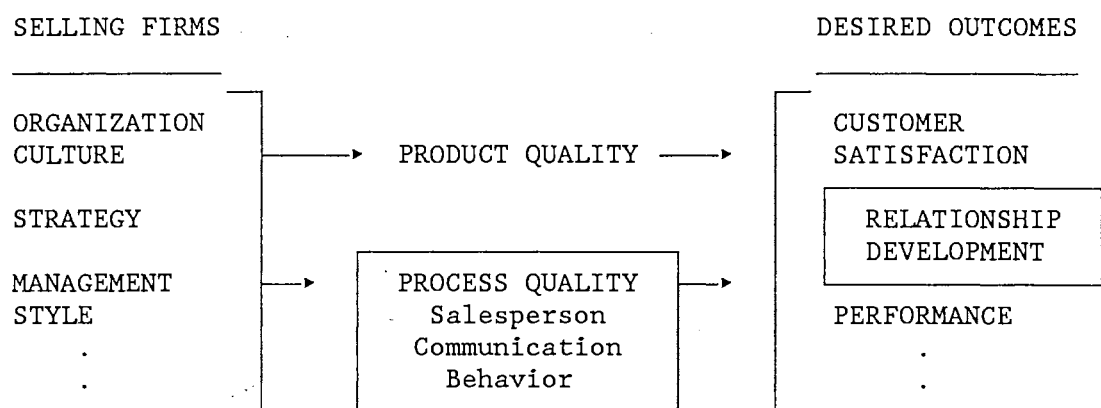 SELLING FIRMS
DESIRED OUTCOMES
ORGANIZATION
CULTURE
STRATEGY
MANAGEMENT
STYLE
.
.
PRODUCT QUALITY
PROCESS QUALITY
Salesperson
Communication
Behavior
CUSTOMER
SATISFACTION
RELATIONSHIP
DEVELOPMENT
PERFORMANCE
.
.